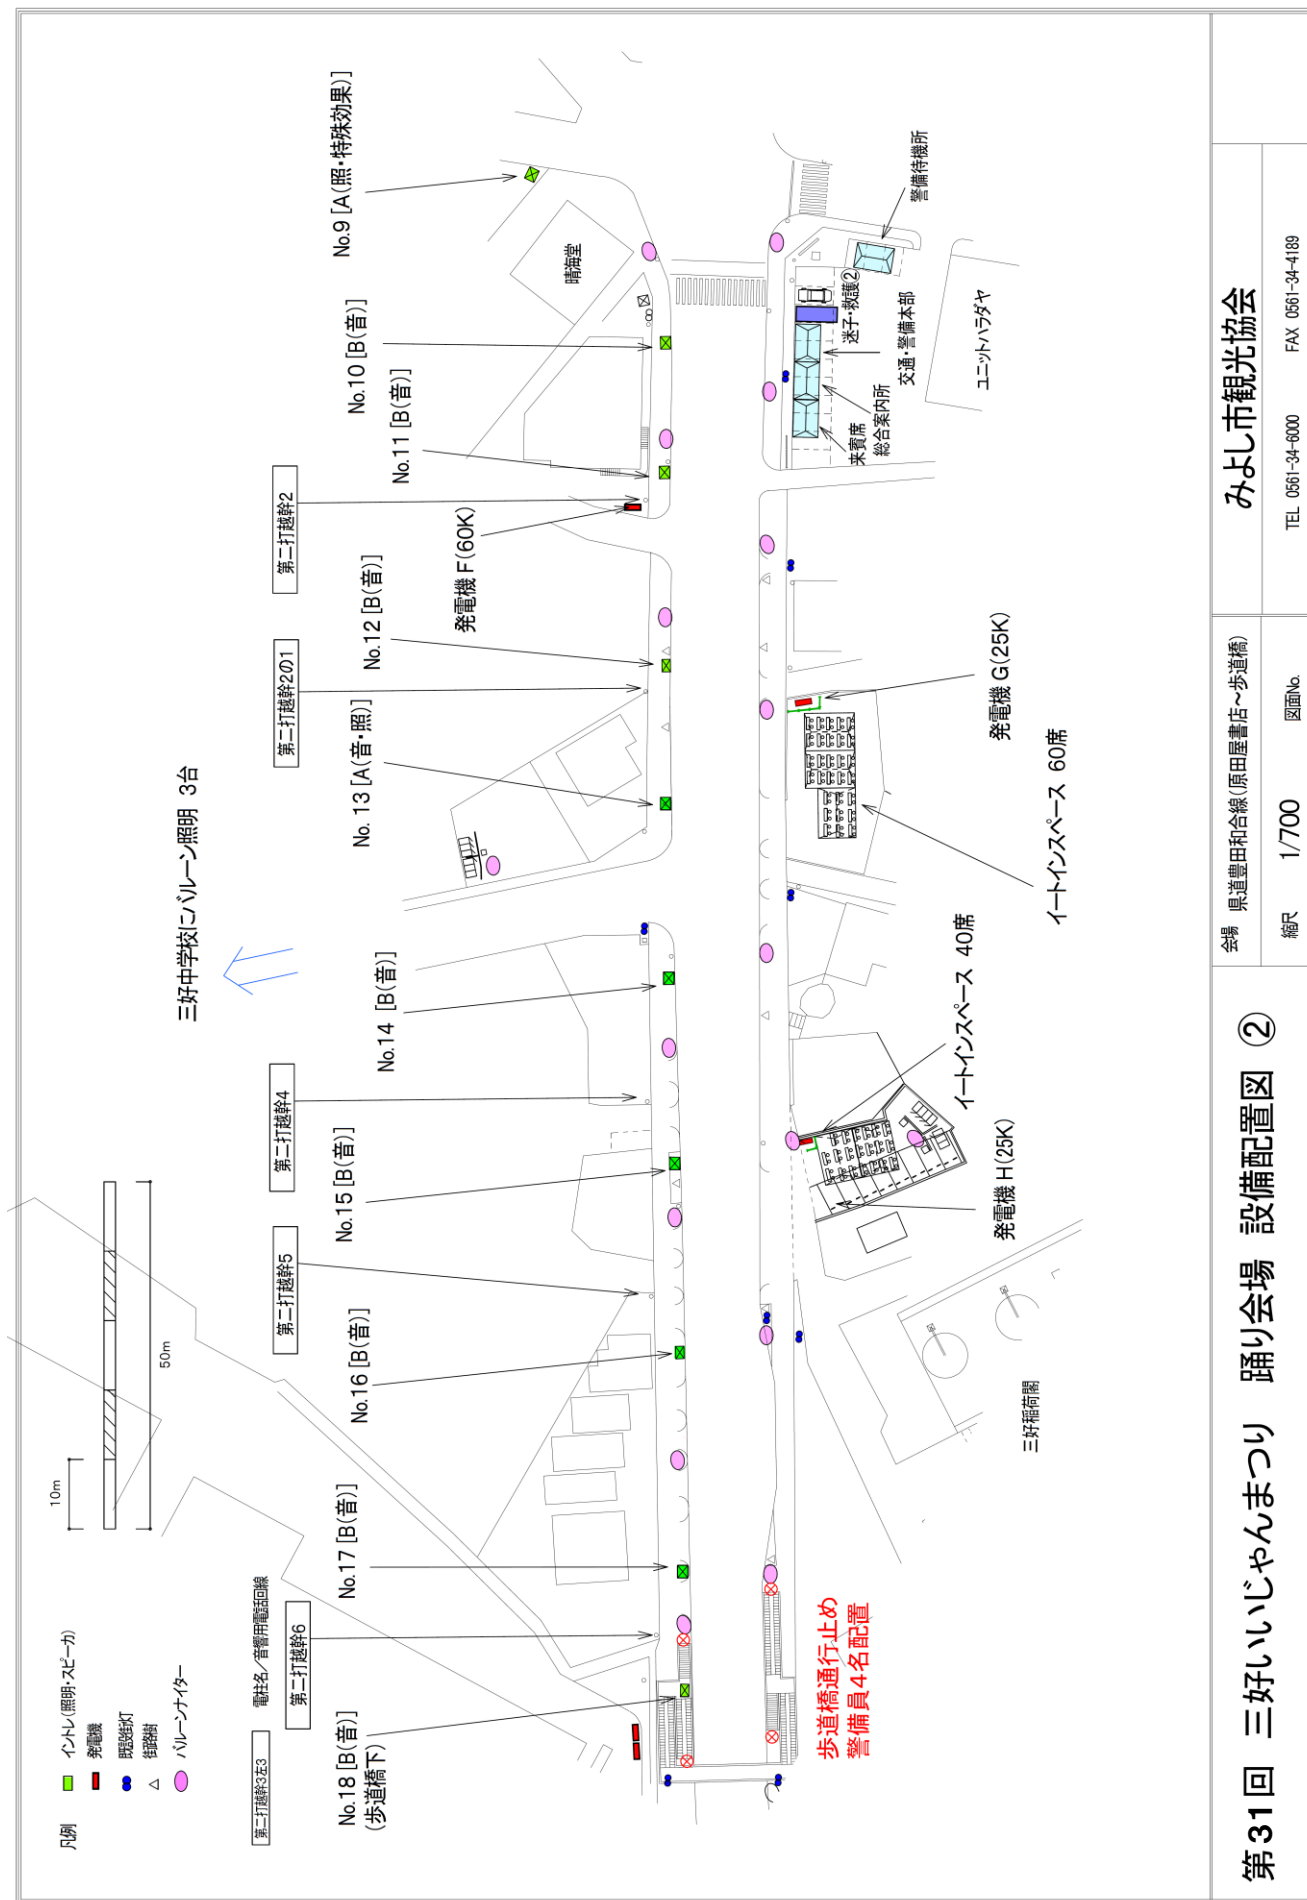 凡例
イントレ(照明・スピーカ)
発電機
既設街灯
街路樹
バルーンナイター
第二打越幹3左3
電柱名/音響用電話回線
10m
50m
三好中学校にバルーン照明 3台
第二打越幹6
第二打越幹5
第二打越幹4
第二打越幹2の1
第二打越幹2
No.18 [B(音)]
(歩道橋下)
No.17 [B(音)]
No.16 [B(音)]
No.15 [B(音)]
No.14 [B(音)]
No. 13 [A(音・照)]
No.12 [B(音)]
No.11 [B(音)]
No.10 [B(音)]
No.9 [A(照・特殊効果)]
発電機 F(60K)
晴海堂
歩道橋通行止め
警備員4名配置
三好稲荷閣
発電機 H(25K)
イートインスペース 40席
イートインスペース 60席
発電機 G(25K)
来賓席
総合案内所
交通・警備本部
迷子・救護②
警備待機所
ユニットハラダヤ
第31回 三好いいじゃんまつり 踊り会場 設備配置図 ②
会場 県道豊田和合線(原田屋書店~歩道橋)
縮尺 1/700 図面No.
みよし市観光協会
TEL 0561-34-6000 FAX 0561-34-4189